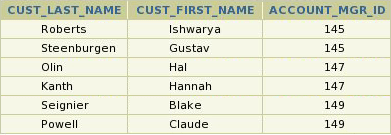 CUST_LAST_NAME CUST_FIRST_NAME ACCOUNT_MGR_ID
Roberts Ishwarya 145
Steenburgen Gustav 145
Olin Hal 147
Kanth Hannah 147
Seignier Blake 149
Powell Claude 149